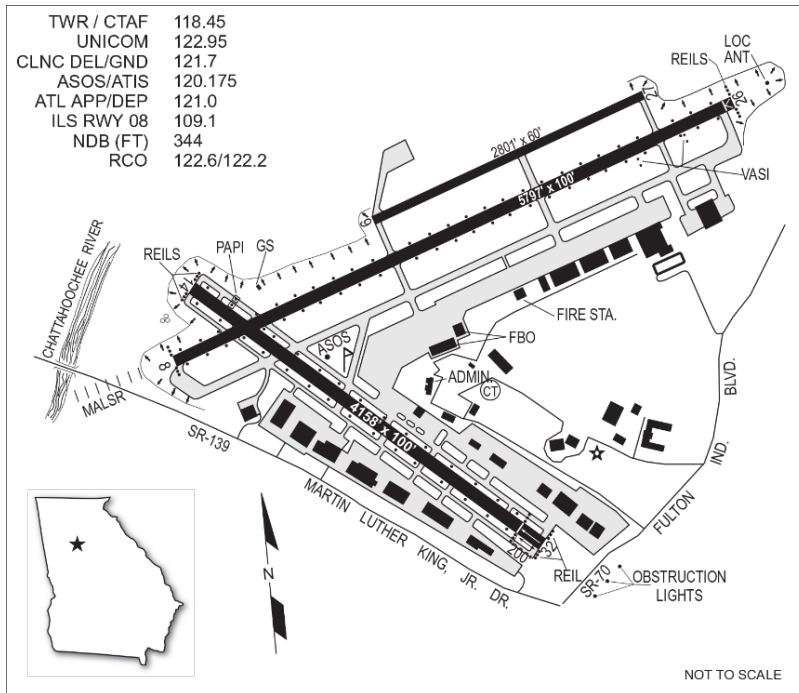 TWR / CTAF 118.45
UNICOM 122.95
CLNC DEL/GND 121.7
ASOS/ATIS 120.175
ATL APP/DEP 121.0
ILS RWY 08 109.1
NDB (FT) 344
RCO 122.6/122.2
LOC
ANT
REILS
27
26
2801' x 60'
5797' x 100'
VASI
9
CHATTAHOOCHEE RIVER
REILS
PAPI
GS
14
8
MALSR
ASOS
FIRE STA.
FBO
ADMIN.
CT
4158' x 100'
SR-139
MARTIN LUTHER KING, JR. DR.
FULTON
IND.
BLVD.
200'
32
REIL
SR-70
OBSTRUCTION
LIGHTS
N
NOT TO SCALE